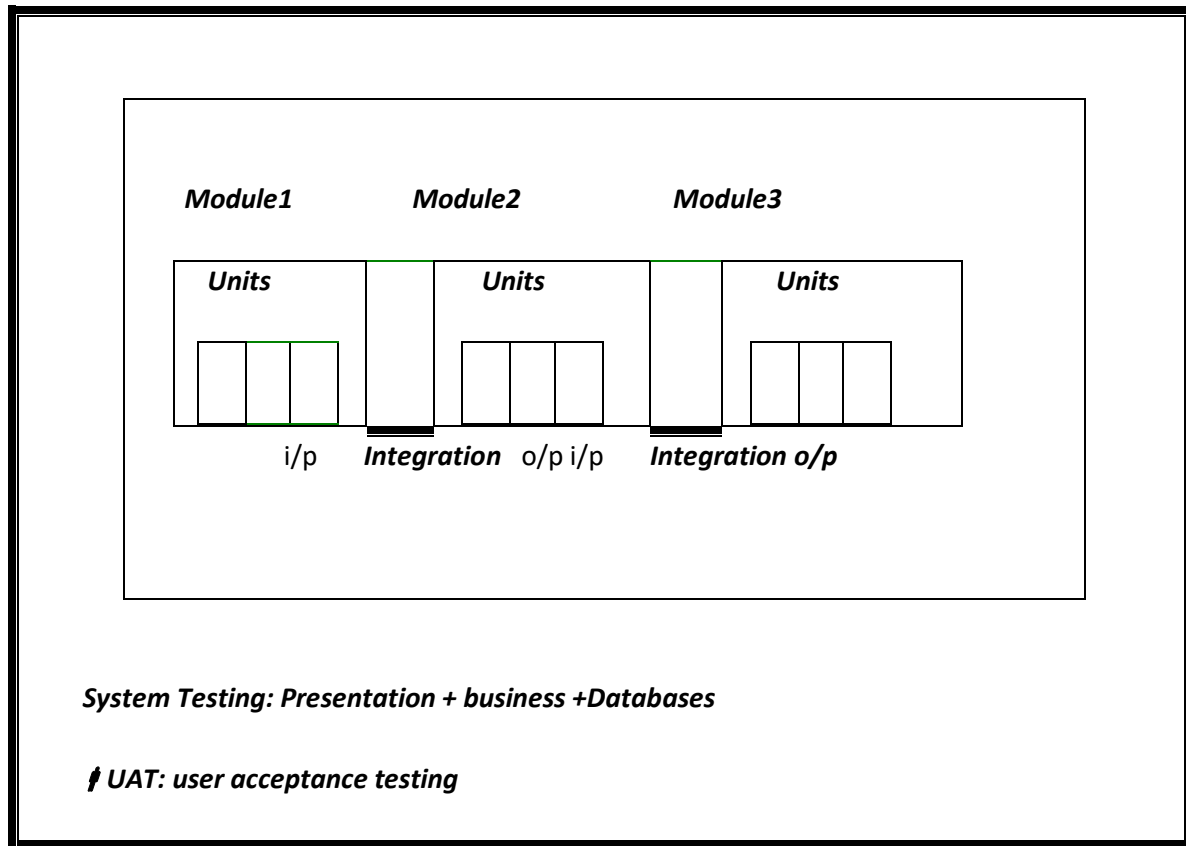 Module1 Module2 Module3
Units Units Units
i/p Integration o/p i/p Integration o/p
System Testing: Presentation + business +Databases
UAT: user acceptance testing